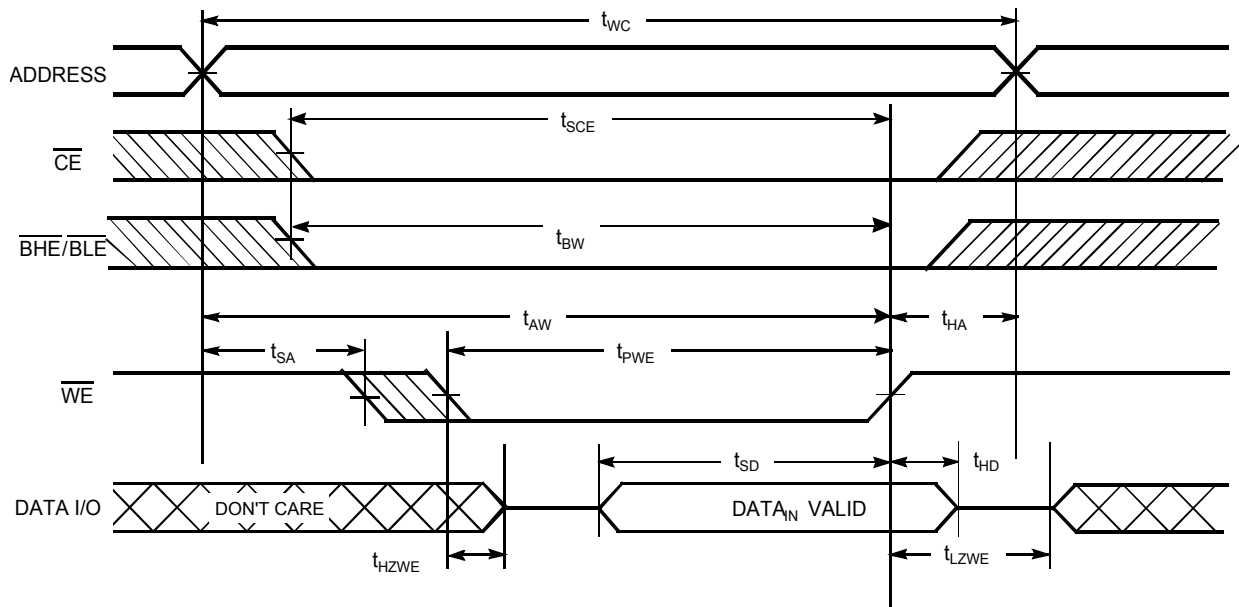 tWC
ADDRESS
tSCE
CE
tBW
BHE/BLE
tAW
tHA
tSA
tPWE
WE
tSD
tHD
DATA I/O
DON'T CARE
DATAIN VALID
tHZWE
tLZWE